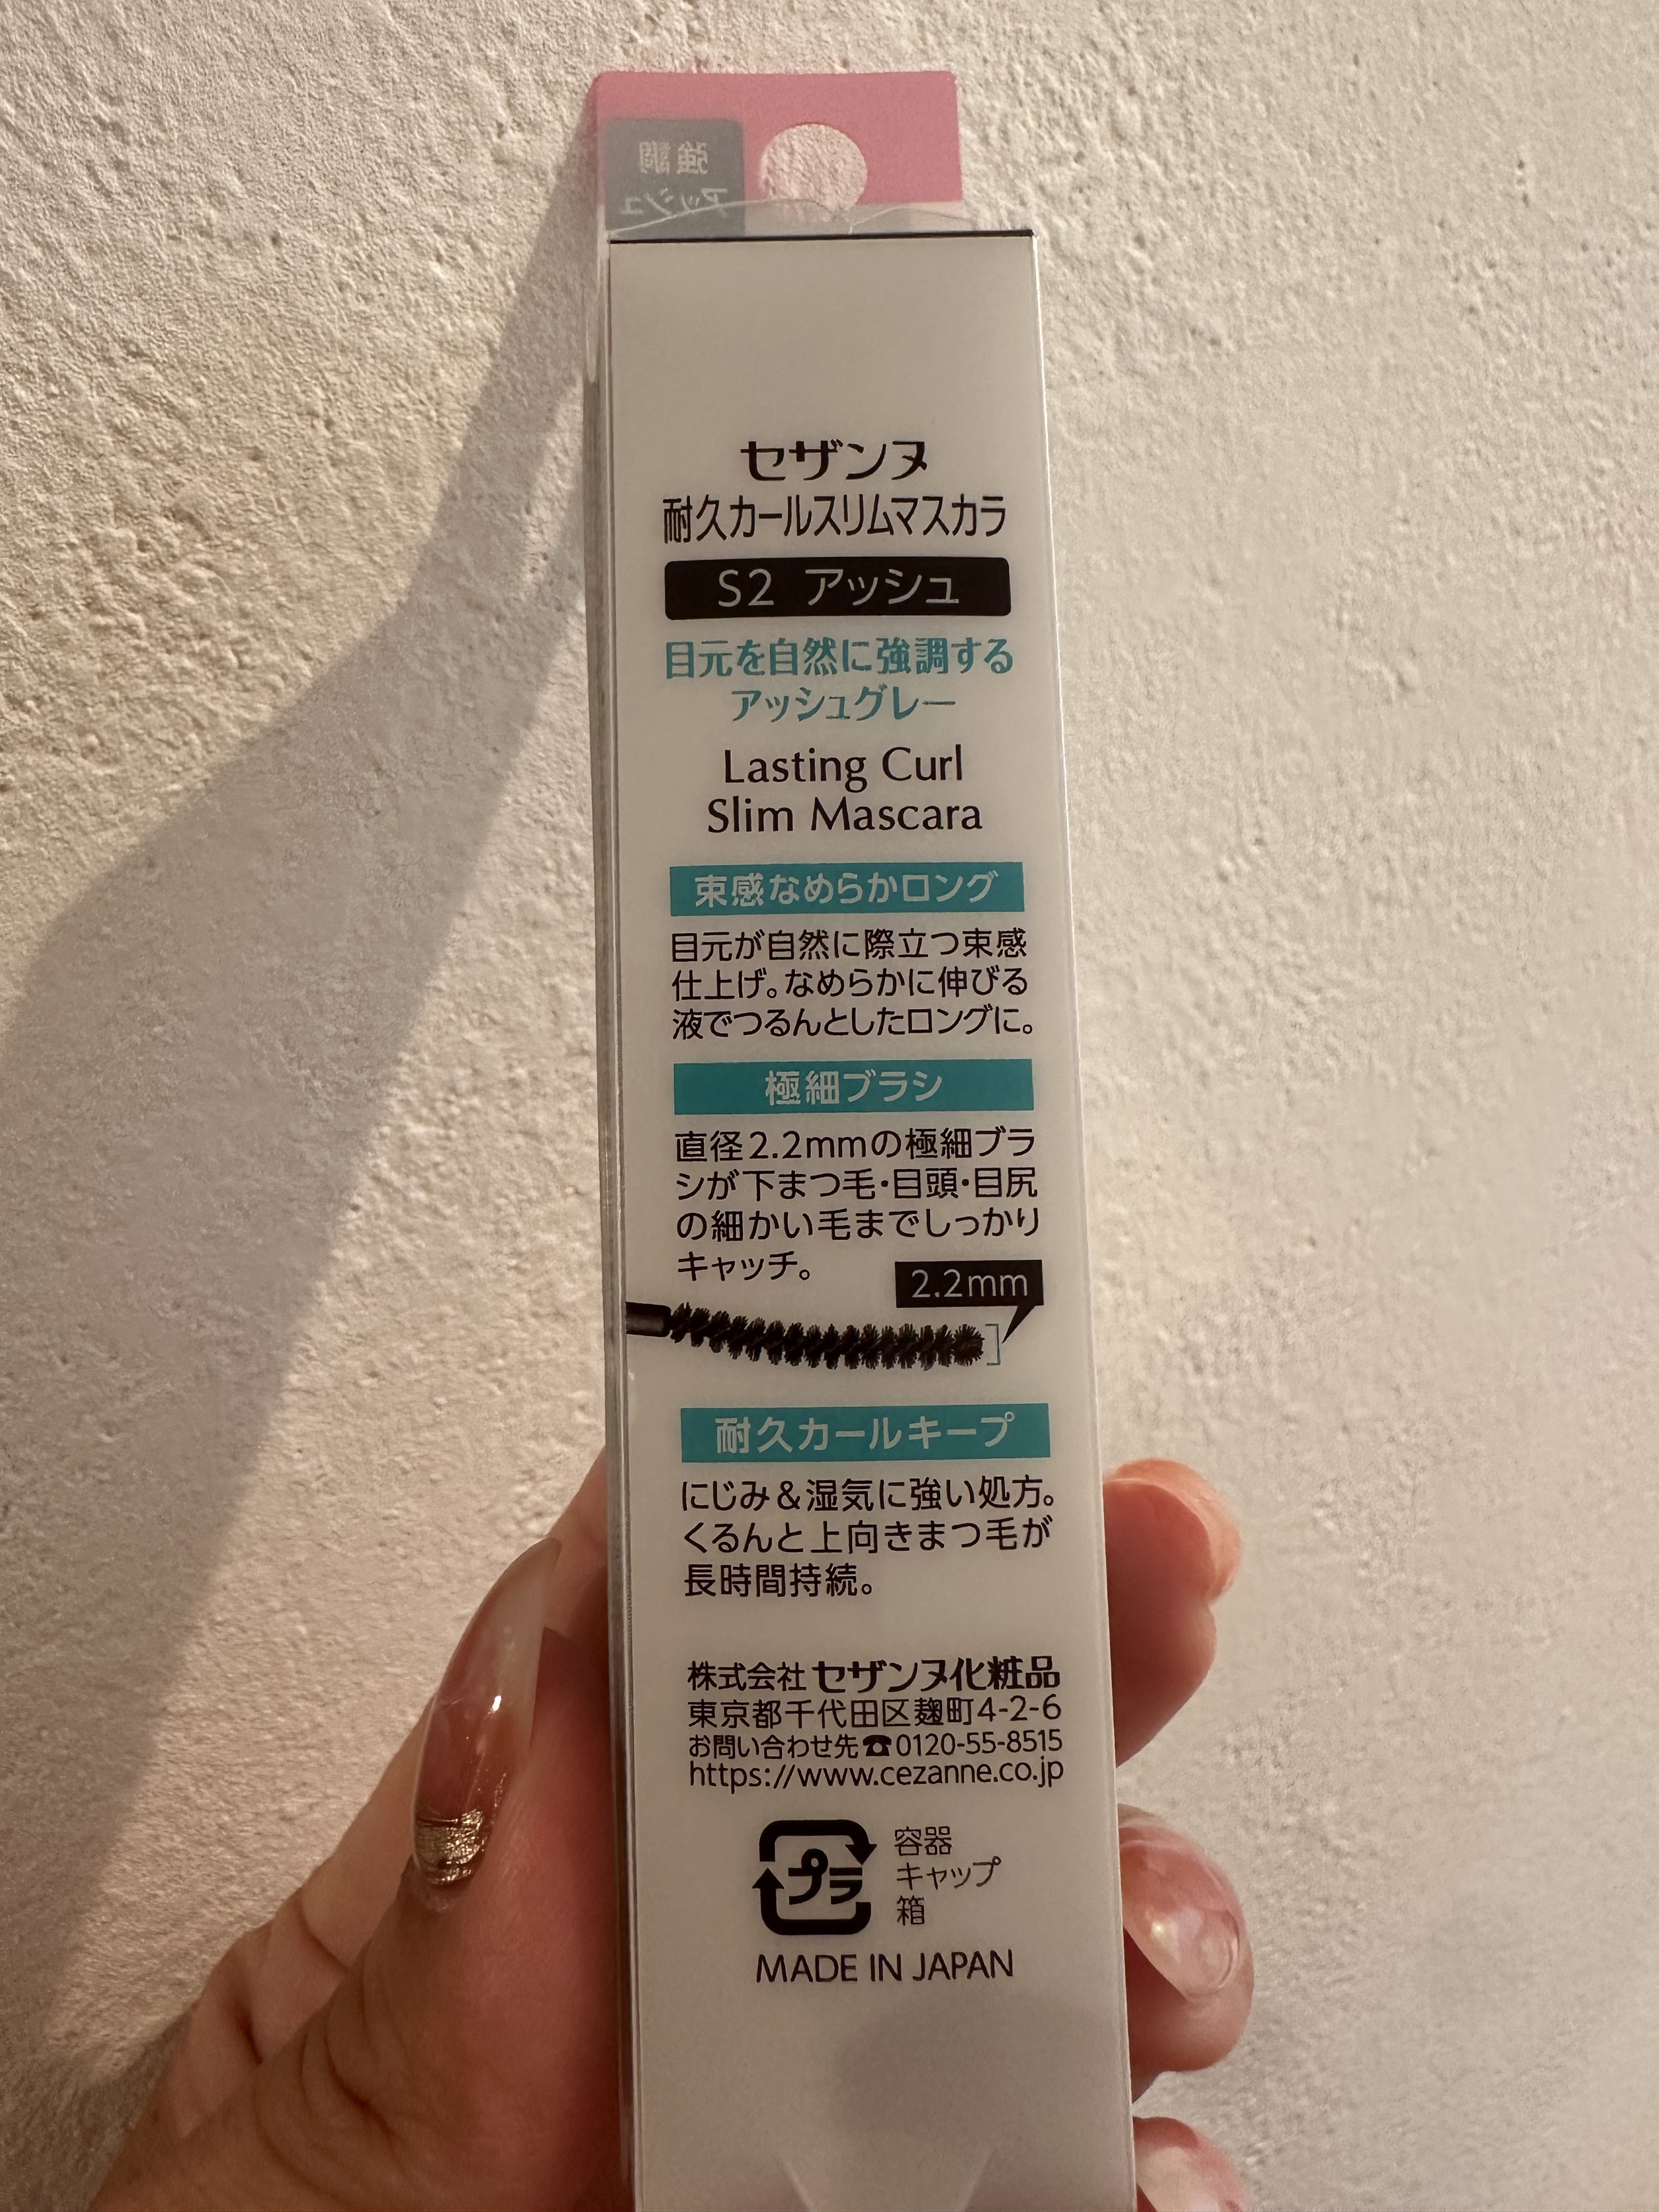 強調
アッシュ
セザンヌ
耐久カールスリムマスカラ
S2 アッシュ
目元を自然に強調する
アッシュグレー
Lasting Curl
Slim Mascara
束感なめらかロング
目元が自然に際立つ束感
仕上げ。なめらかに伸びる
液でつるんとしたロングに。
極細ブラシ
直径2.2mmの極細ブラ
シが下まつ毛・目頭・目尻
の細かい毛までしっかり
キャッチ。
2.2mm
耐久カールキープ
にじみ&湿気に強い処方。
くるんと上向きまつ毛が
長時間持続。
株式会社セザンヌ化粧品
東京都千代田区麹町4-2-6
お問い合わせ先☎0120-55-8515
https://www.cezanne.co.jp
プラ
容器
キャップ
箱
MADE IN JAPAN